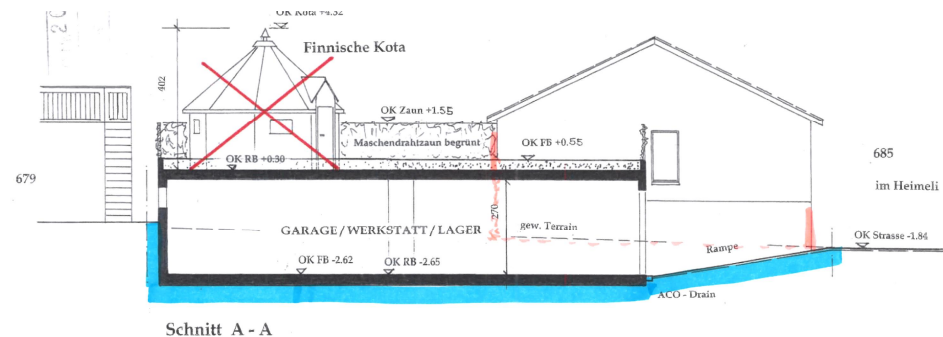 OK Kota +4.52
Finnische Kota
402
OK Zaun +1.55
Maschendrahtzaun begrünt
OK FB +0.55
OK RB +0.30
679
685
im Heimeli
270
gew. Terrain
GARAGE / WERKSTATT / LAGER
Rampe
OK Strasse -1.84
OK FB -2.62
OK RB -2.65
ACO - Drain
Schnitt A - A